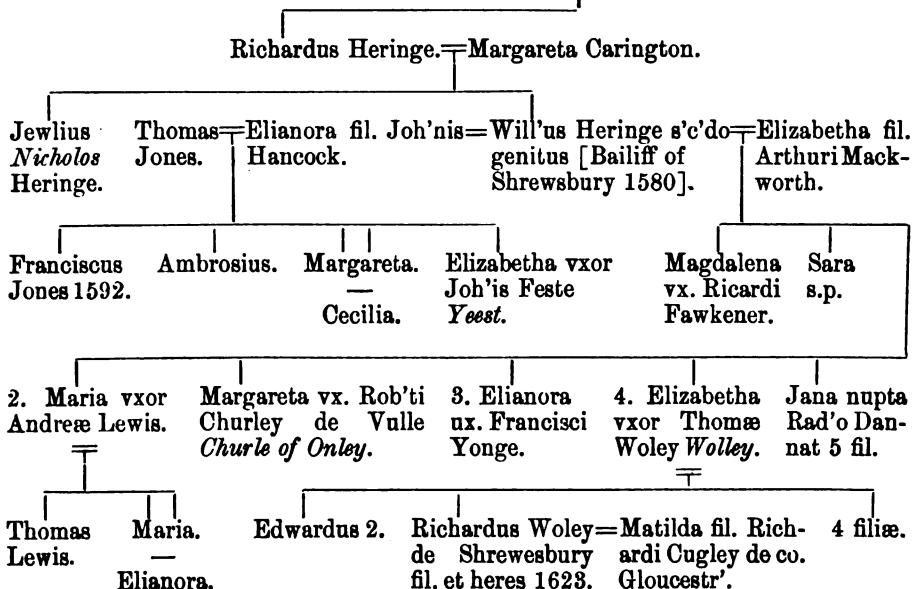 Richardus Heringe.=Margareta Carington.
Jewlius Thomas=Elianora fil. Joh'nis=Will'us Heringe s'c'do=Elizabetha fil.
Nicholos Jones. Hancock. genitus [Bailiff of Arthuri Mack-
Heringe. Shrewsbury 1580]. worth.
Franciscus Ambrosius. Margareta. Elizabetha vxor Magdalena Sara
Jones 1592. — Joh'is Feste vx. Ricardi s.p.
Cecilia. Yeest. Fawkener.
2. Maria vxor Margareta vx. Rob'ti 3. Elianora 4. Elizabetha Jana nupta
Andreæ Lewis. Churley de Vulle ux. Francisci vxor Thomæ Rad'o Dan-
Churle of Onley. Yonge. Woley Wolley. nat 5 fil.
Thomas Maria. Edwardus 2. Richardus Woley=Matilda fil. Rich- 4 filiæ.
Lewis. — de Shrewesbury ardi Cugley de co.
Elianora. fil. et heres 1623. Gloucestr'.